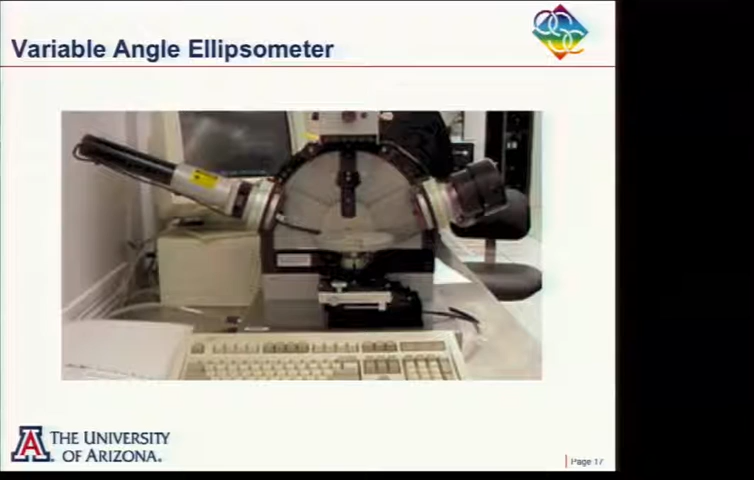 Variable Angle Ellipsometer
THE UNIVERSITY
OF ARIZONA.
Page 17